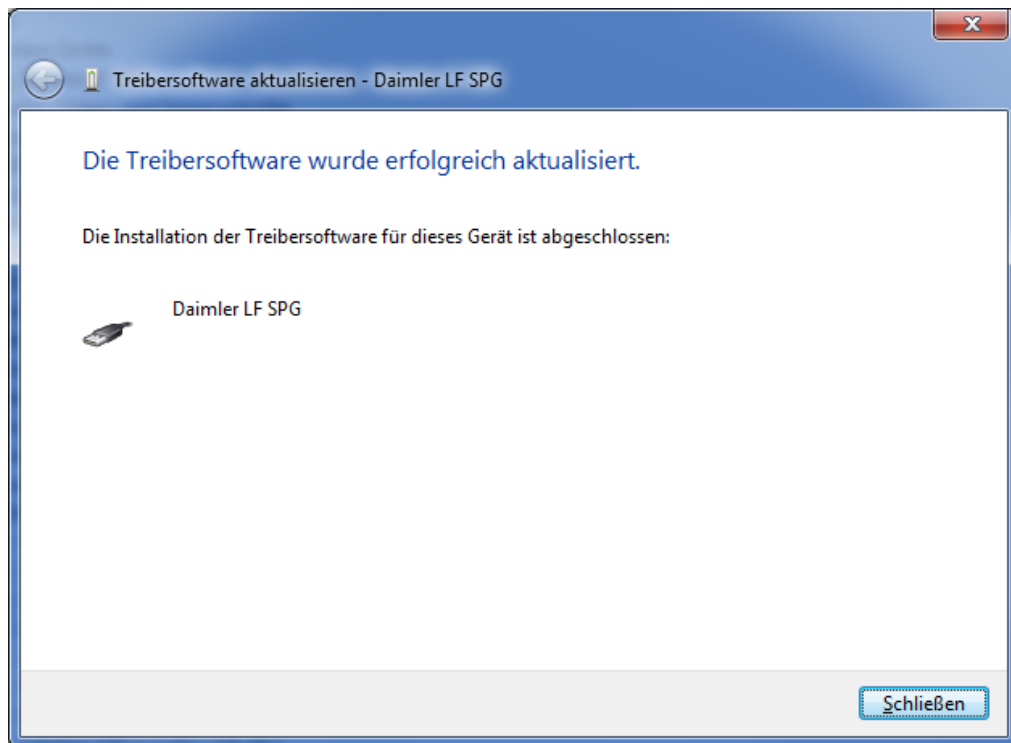 Treibersoftware aktualisieren - Daimler LF SPG
Die Treibersoftware wurde erfolgreich aktualisiert.
Die Installation der Treibersoftware für dieses Gerät ist abgeschlossen:
Daimler LF SPG
Schließen